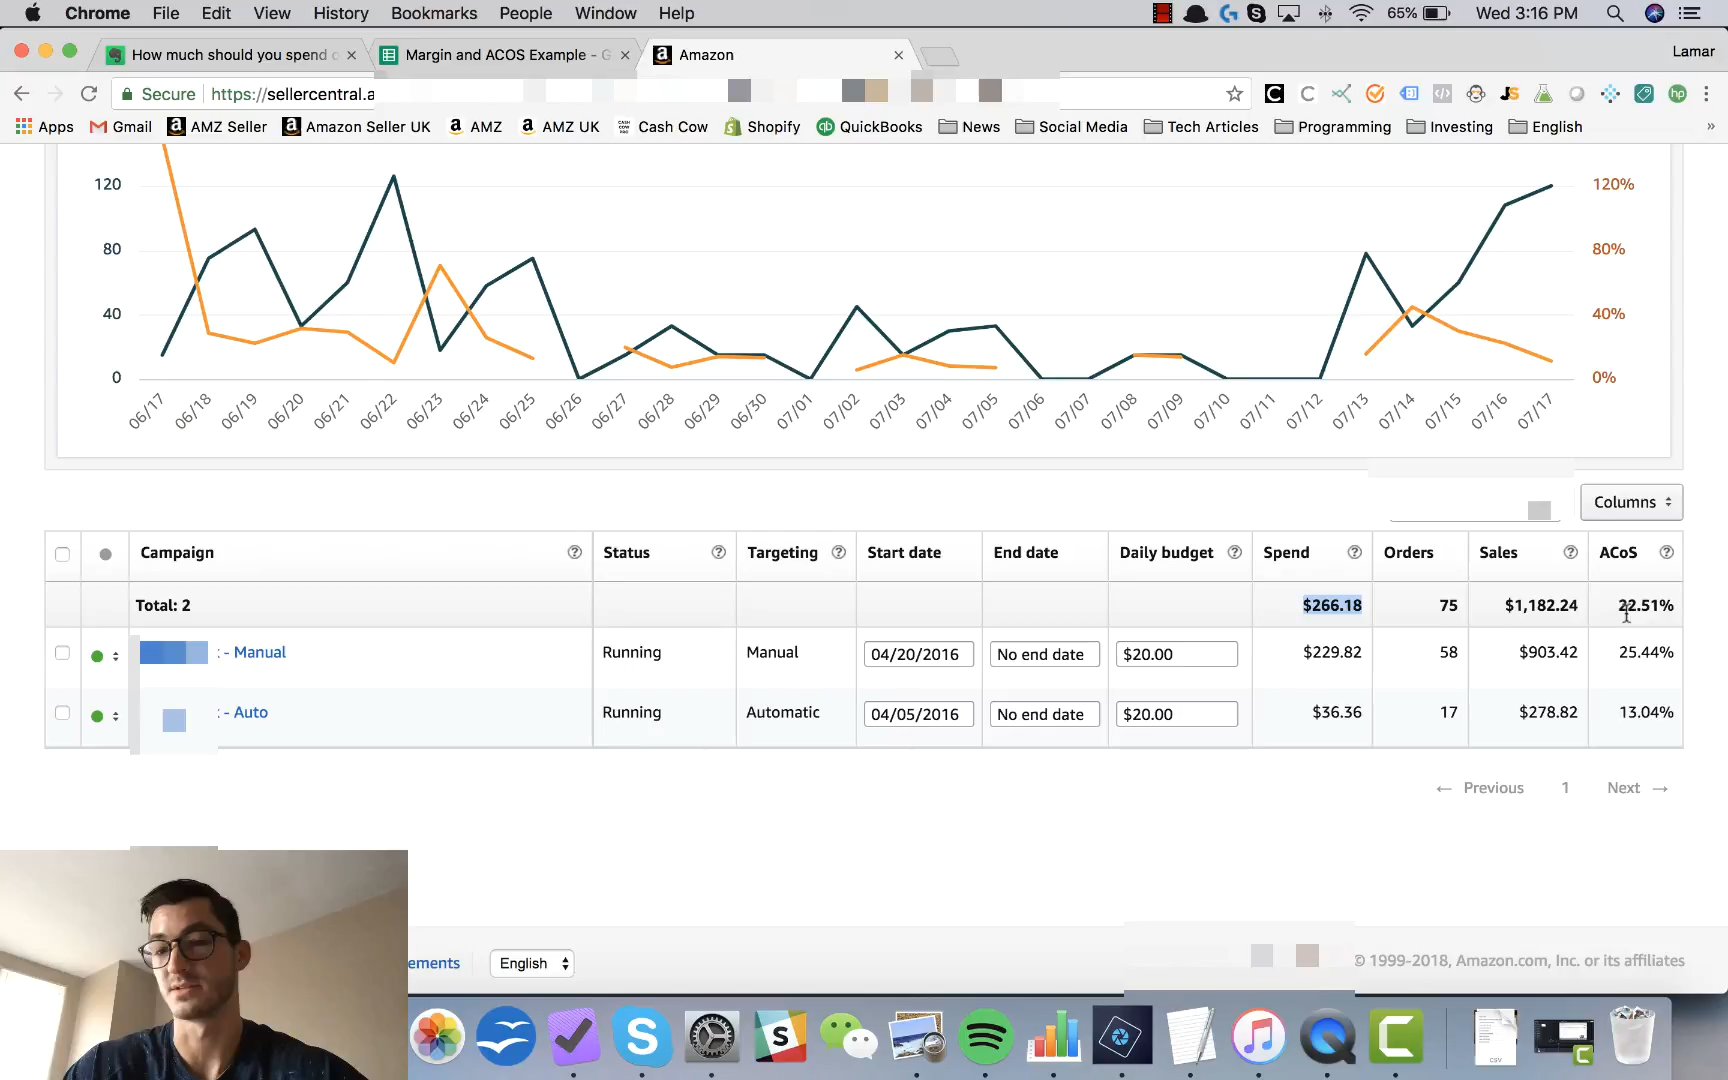 Chrome File Edit View History Bookmarks People Window Help 65% Wed 3:16 PM
How much should you spend Margin and ACOS Example - G Amazon Lamar
Secure https://sellercentral.a
Apps Gmail AMZ Seller Amazon Seller UK AMZ AMZ UK Cash Cow Shopify QuickBooks News Social Media Tech Articles Programming Investing English »
120 120%
80 80%
40 40%
0 0%
06/17 06/18 06/19 06/20 06/21 06/22 06/23 06/24 06/25 06/26 06/27 06/28 06/29 06/30 07/01 07/02 07/03 07/04 07/05 07/06 07/07 07/08 07/09 07/10 07/11 07/12 07/13 07/14 07/15 07/16 07/17
Columns
Campaign Status Targeting Start date End date Daily budget Spend Orders Sales ACoS
Total: 2 $266.18 75 $1,182.24 22.51%
- Manual Running Manual 04/20/2016 No end date $20.00 $229.82 58 $903.42 25.44%
- Auto Running Automatic 04/05/2016 No end date $20.00 $36.36 17 $278.82 13.04%
← Previous 1 Next →
ements English © 1999-2018, Amazon.com, Inc. or its affiliates
CSV